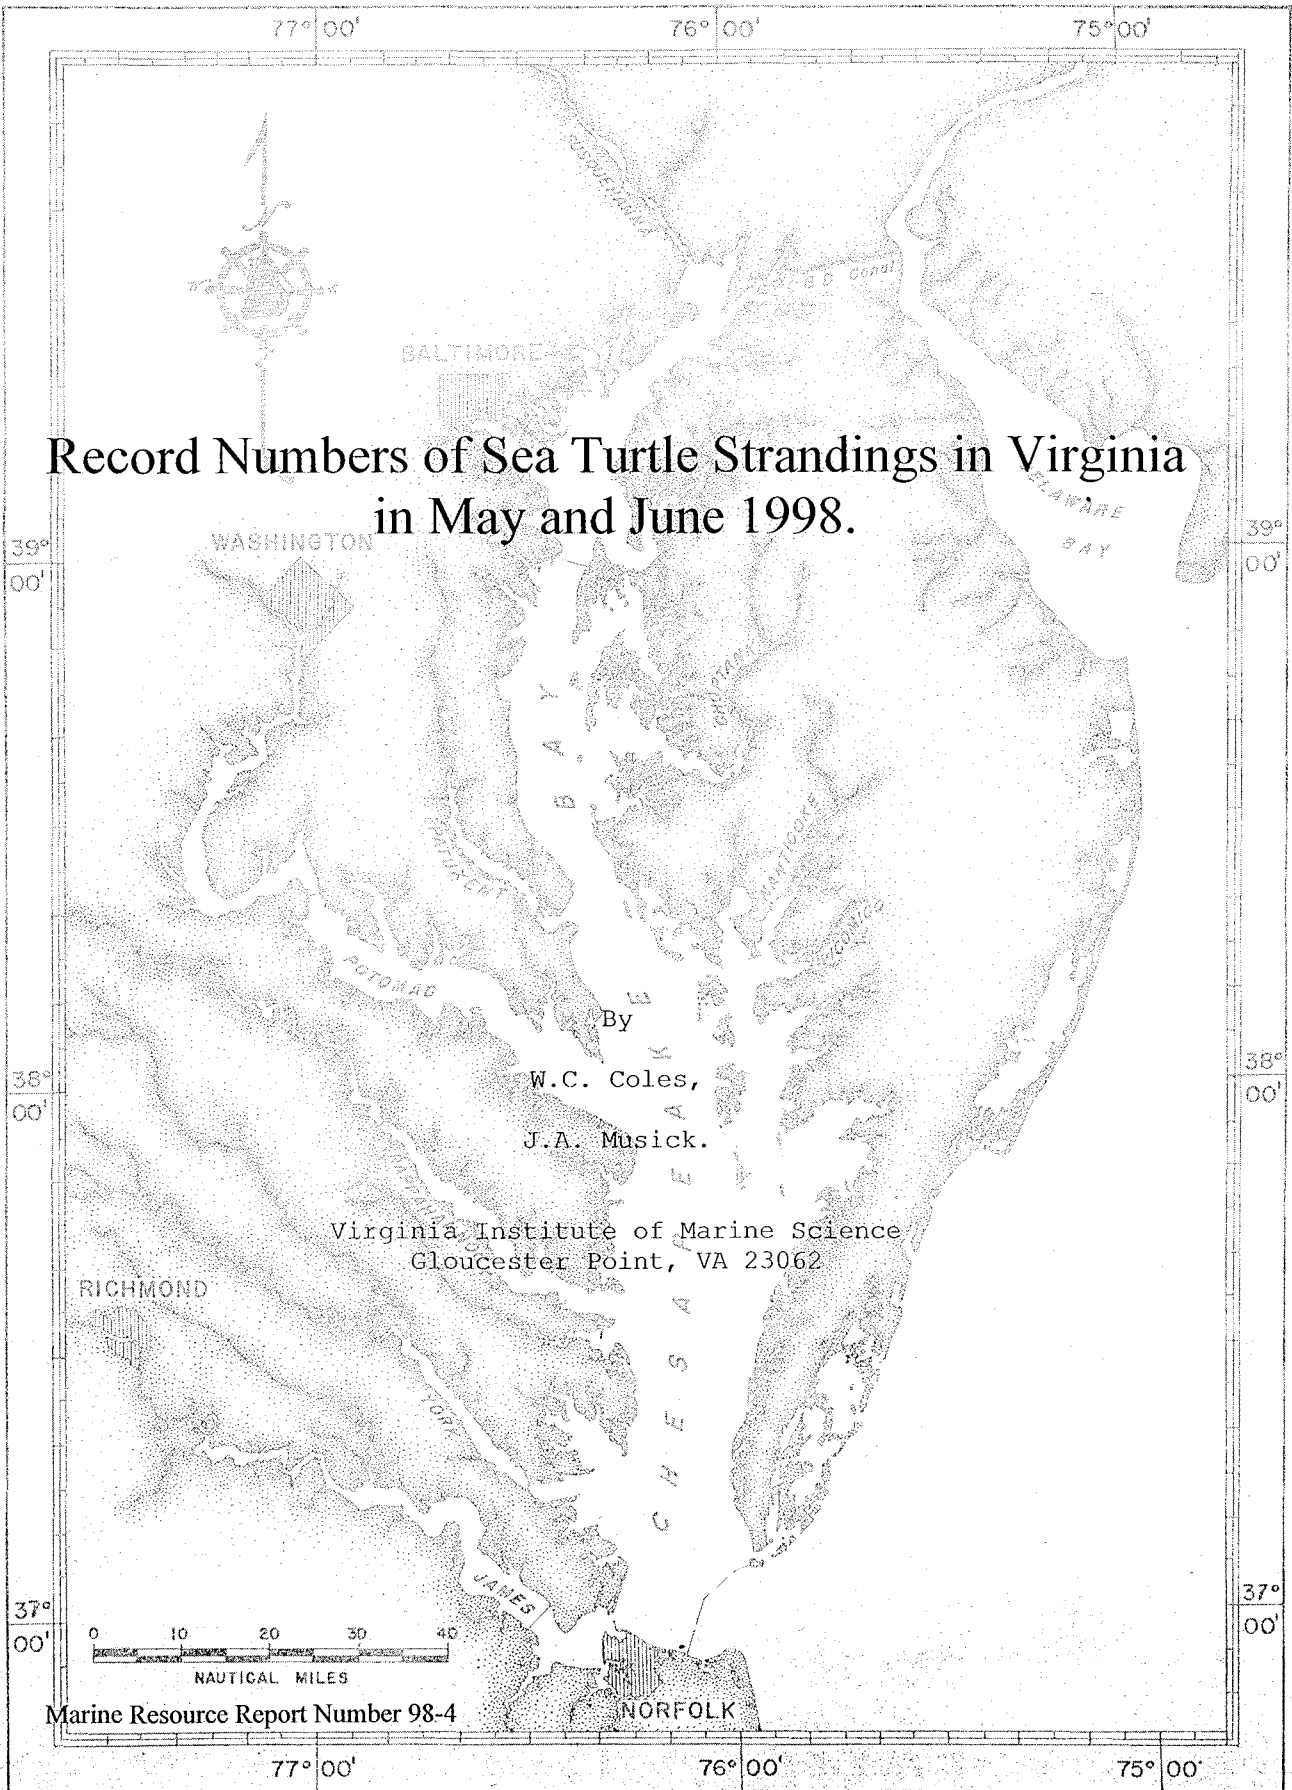 77° 00' 76° 00' 75° 00'
SUSQUEHANNA
C & D Canal
BALTIMORE
Record Numbers of Sea Turtle Strandings in Virginia
in May and June 1998.
DELAWARE
BAY
WASHINGTON
39° 00'
39° 00'
CHOPTANK
PATUXENT
NANTICOKE
WICOMICO
POTOMAC
By
W.C. Coles,
J.A. Musick.
38° 00'
38° 00'
RAPPAHANNOCK
Virginia Institute of Marine Science
Gloucester Point, VA 23062
RICHMOND
YORK
CHESAPEAKE BAY
JAMES
37° 00'
37° 00'
0 10 20 30 40
NAUTICAL MILES
NORFOLK
Marine Resource Report Number 98-4
77° 00' 76° 00' 75° 00'